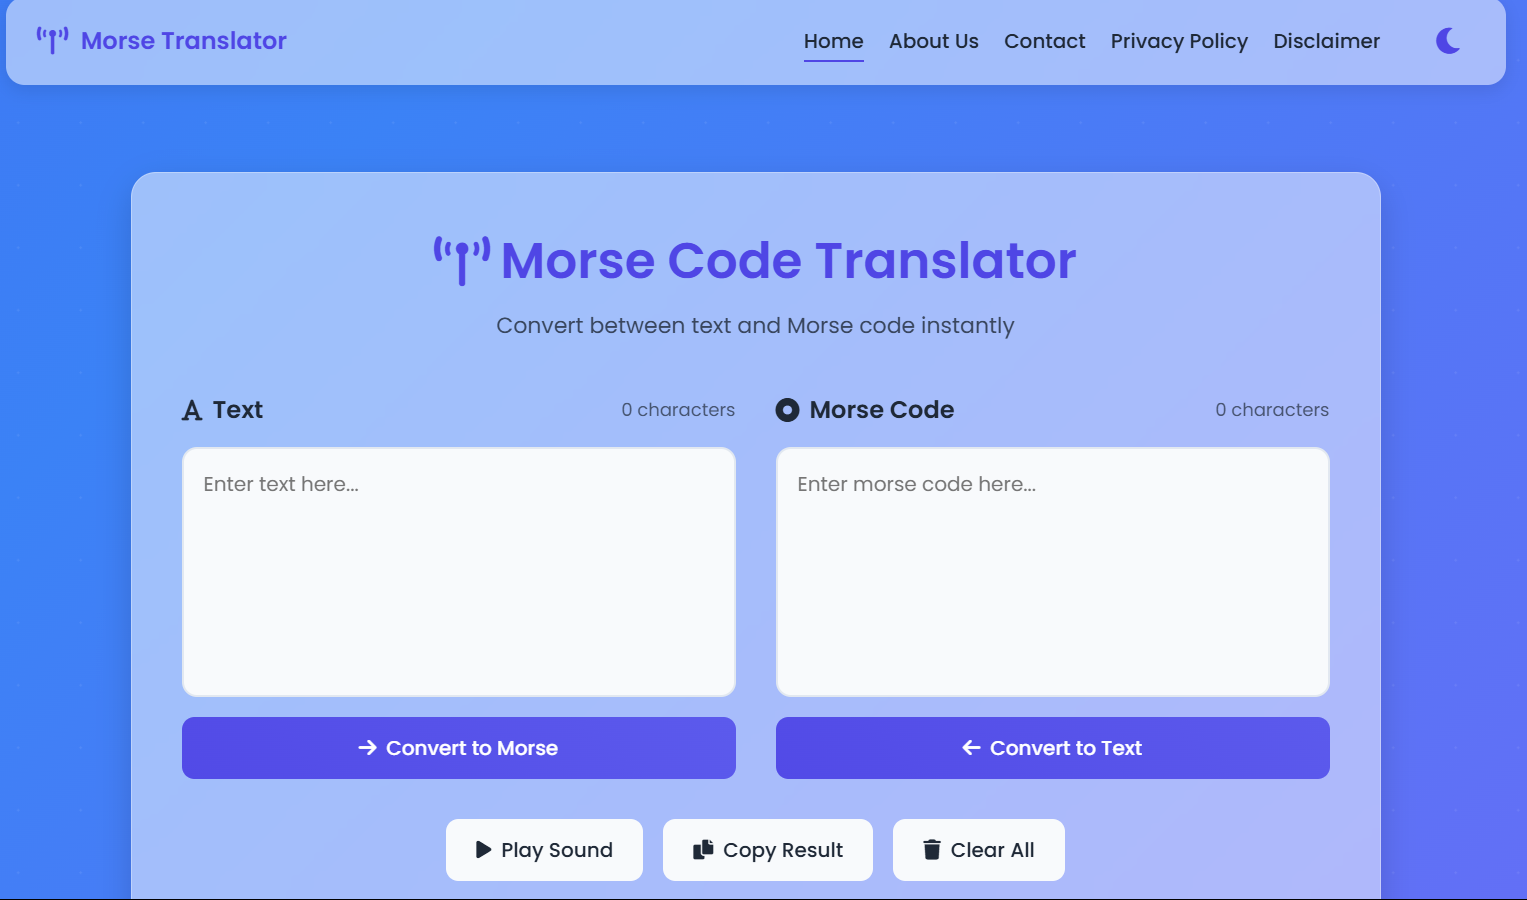 Morse Translator
Home About Us Contact Privacy Policy Disclaimer
Morse Code Translator
Convert between text and Morse code instantly
Text 0 characters
Morse Code 0 characters
Enter text here...
Enter morse code here...
Convert to Morse
Convert to Text
Play Sound Copy Result Clear All